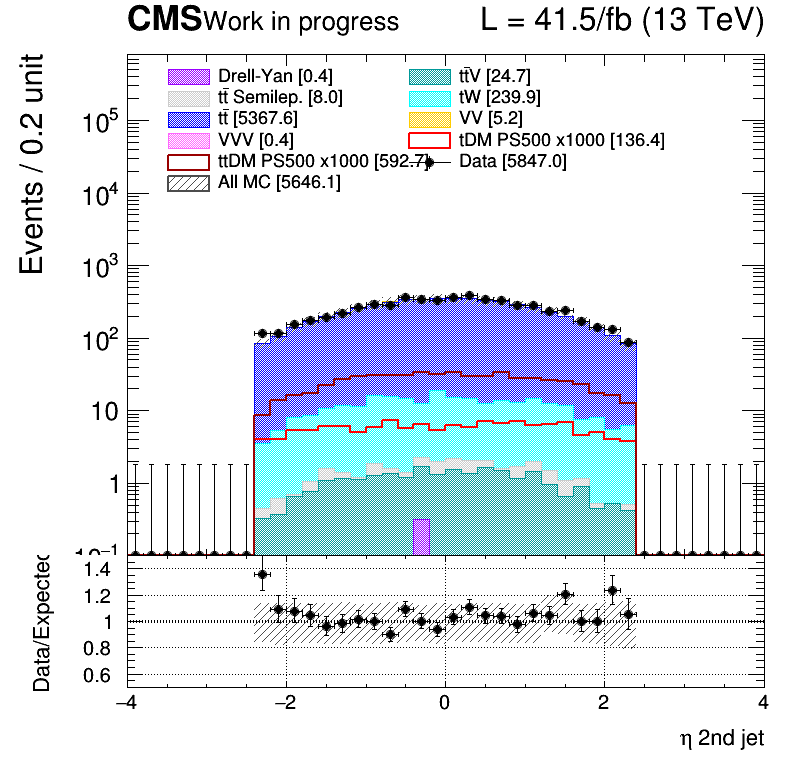 CMS Work in progress L = 41.5/fb (13 TeV)
Events / 0.2 unit
Drell-Yan [0.4] tt̄V [24.7]
tt̄ Semilep. [8.0] tW [239.9]
tt̄ [5367.6] VV [5.2]
VVV [0.4] tDM PS500 x1000 [136.4]
ttDM PS500 x1000 [592.7] Data [5847.0]
All MC [5646.1]
10⁵
10⁴
10³
10²
10
1
10⁻¹
Data/Expected
1.4
1.2
1
0.8
0.6
−4 −2 0 2 4
η 2nd jet